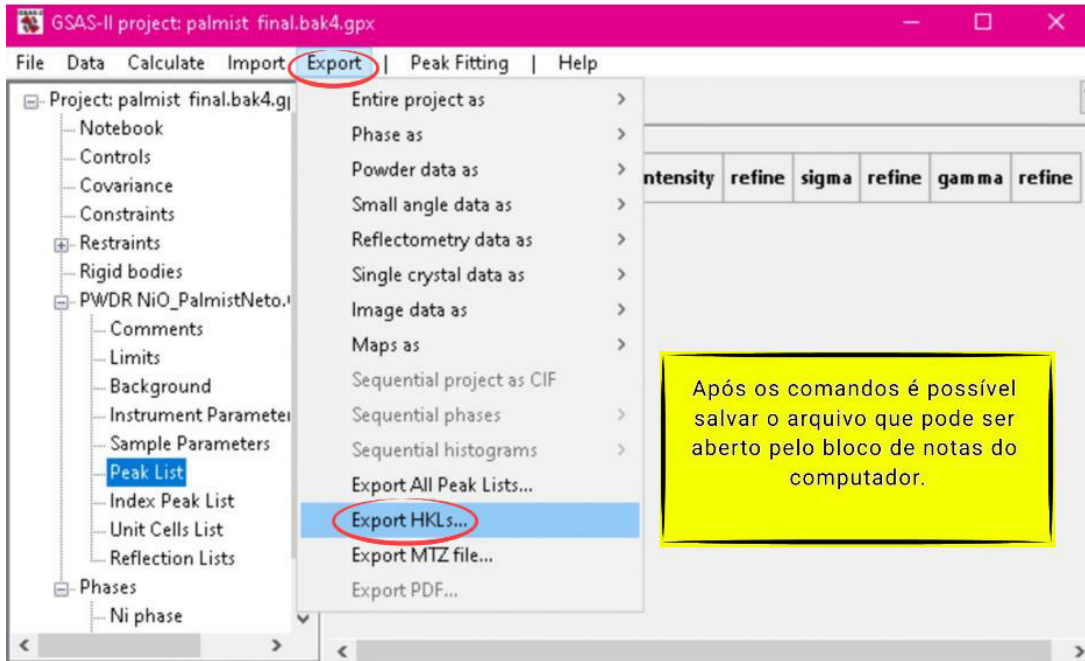 GSAS-II project: palmist final.bak4.gpx
File Data Calculate Import Export | Peak Fitting | Help
Project: palmist final.bak4.g
Notebook
Controls
Covariance
Constraints
Restraints
Rigid bodies
PWDR NiO_PalmistNeto.
Comments
Limits
Background
Instrument Parameter
Sample Parameters
Peak List
Index Peak List
Unit Cells List
Reflection Lists
Phases
Ni phase
Entire project as
Phase as
Powder data as
Small angle data as
Reflectometry data as
Single crystal data as
Image data as
Maps as
Sequential project as CIF
Sequential phases
Sequential histograms
Export All Peak Lists...
Export HKLs...
Export MTZ file...
Export PDF...
ntensity refine sigma refine gamma refine
Após os comandos é possível
salvar o arquivo que pode ser
aberto pelo bloco de notas do
computador.